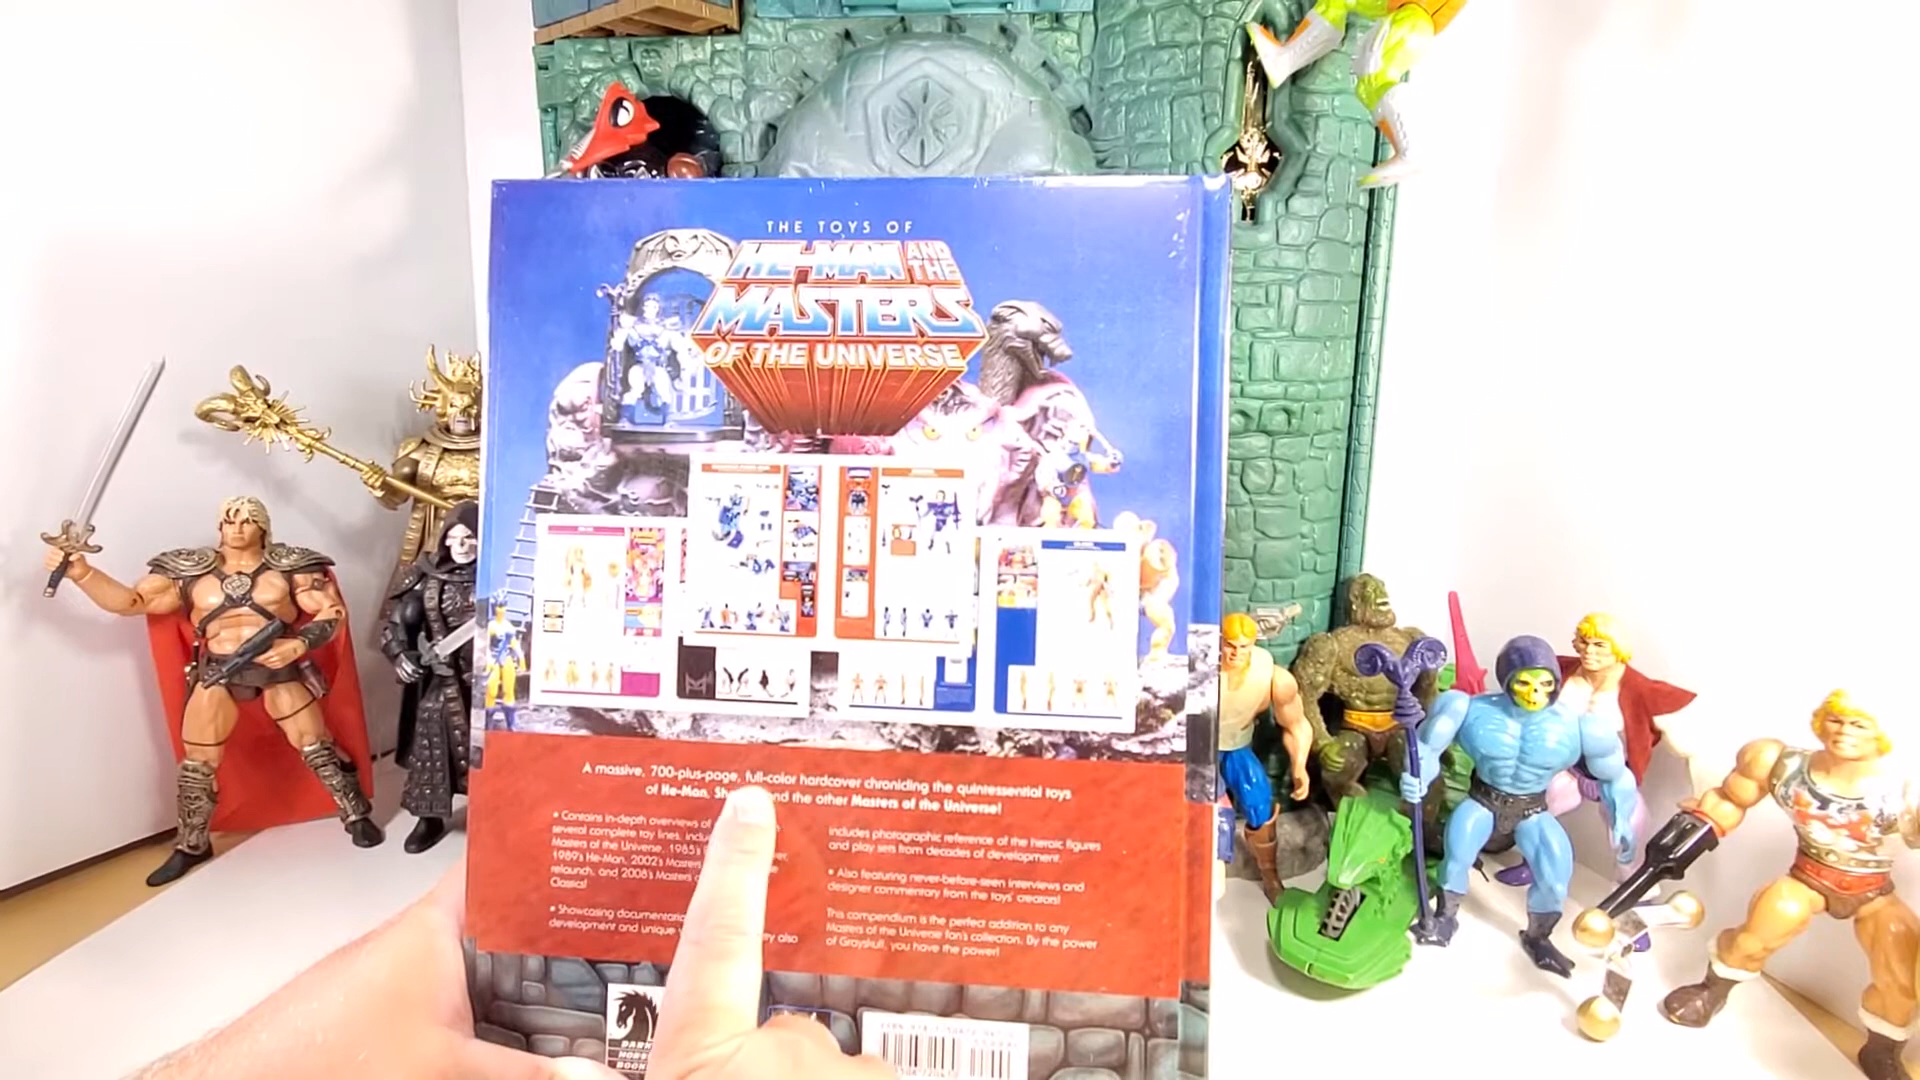 THE TOYS OF
HE-MAN AND
THE
MASTERS
OF THE UNIVERSE
A massive, 700-plus-page, full-color hardcover chronicling the quintessential toys
of He-Man, and the other Masters of the Universe!
• Contains in-depth overviews of
several complete toy lines,
Masters of the Universe, 1985's
1989's He-Man, 2002's Masters
relaunch, and 2008's Masters
Classics!
• Showcasing
development and unique also
includes photographic reference of the heroic figures
and play sets from decades of development.
• Also featuring never-before-seen interviews and
designer commentary from the toys' creators!
This compendium is the perfect addition to any
Masters of the Universe fan's collection. By the power
of Grayskull, you have the power!
DARK
HORSE
BOOKS